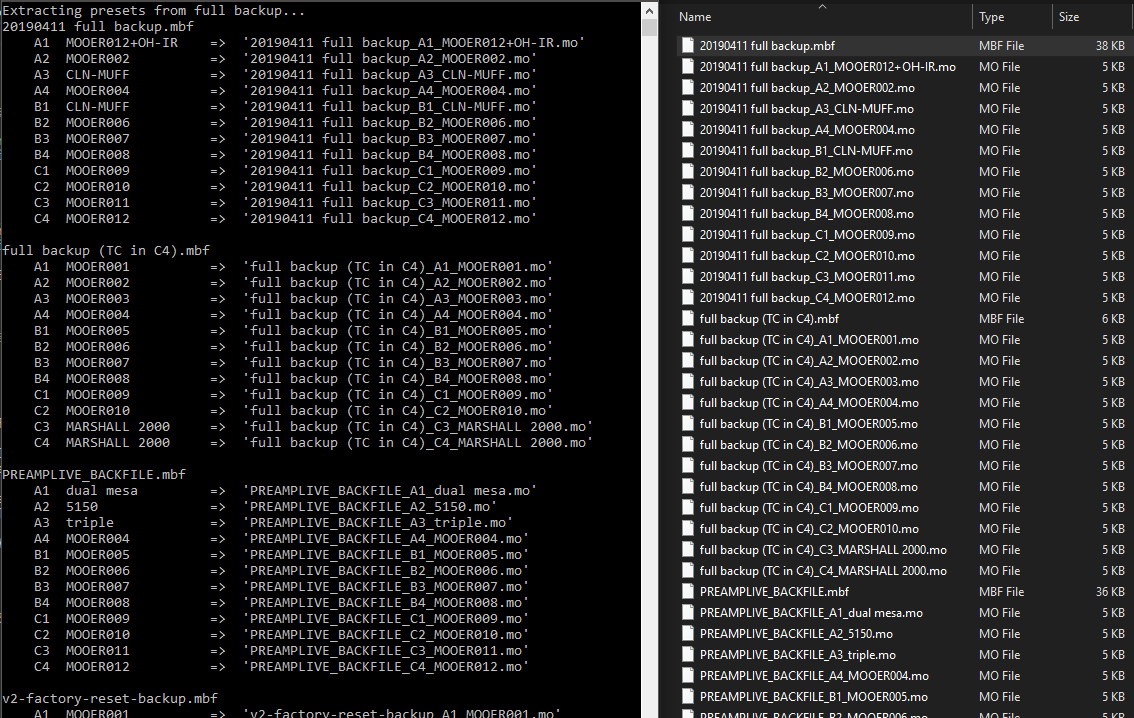 Extracting presets from full backup...
20190411 full backup.mbf
A1 MOOER012+OH-IR => '20190411 full backup_A1_MOOER012+OH-IR.mo'
A2 MOOER002 => '20190411 full backup_A2_MOOER002.mo'
A3 CLN-MUFF => '20190411 full backup_A3_CLN-MUFF.mo'
A4 MOOER004 => '20190411 full backup_A4_MOOER004.mo'
B1 CLN-MUFF => '20190411 full backup_B1_CLN-MUFF.mo'
B2 MOOER006 => '20190411 full backup_B2_MOOER006.mo'
B3 MOOER007 => '20190411 full backup_B3_MOOER007.mo'
B4 MOOER008 => '20190411 full backup_B4_MOOER008.mo'
C1 MOOER009 => '20190411 full backup_C1_MOOER009.mo'
C2 MOOER010 => '20190411 full backup_C2_MOOER010.mo'
C3 MOOER011 => '20190411 full backup_C3_MOOER011.mo'
C4 MOOER012 => '20190411 full backup_C4_MOOER012.mo'
full backup (TC in C4).mbf
A1 MOOER001 => 'full backup (TC in C4)_A1_MOOER001.mo'
A2 MOOER002 => 'full backup (TC in C4)_A2_MOOER002.mo'
A3 MOOER003 => 'full backup (TC in C4)_A3_MOOER003.mo'
A4 MOOER004 => 'full backup (TC in C4)_A4_MOOER004.mo'
B1 MOOER005 => 'full backup (TC in C4)_B1_MOOER005.mo'
B2 MOOER006 => 'full backup (TC in C4)_B2_MOOER006.mo'
B3 MOOER007 => 'full backup (TC in C4)_B3_MOOER007.mo'
B4 MOOER008 => 'full backup (TC in C4)_B4_MOOER008.mo'
C1 MOOER009 => 'full backup (TC in C4)_C1_MOOER009.mo'
C2 MOOER010 => 'full backup (TC in C4)_C2_MOOER010.mo'
C3 MARSHALL 2000 => 'full backup (TC in C4)_C3_MARSHALL 2000.mo'
C4 MARSHALL 2000 => 'full backup (TC in C4)_C4_MARSHALL 2000.mo'
PREAMPLIVE_BACKFILE.mbf
A1 dual mesa => 'PREAMPLIVE_BACKFILE_A1_dual mesa.mo'
A2 5150 => 'PREAMPLIVE_BACKFILE_A2_5150.mo'
A3 triple => 'PREAMPLIVE_BACKFILE_A3_triple.mo'
A4 MOOER004 => 'PREAMPLIVE_BACKFILE_A4_MOOER004.mo'
B1 MOOER005 => 'PREAMPLIVE_BACKFILE_B1_MOOER005.mo'
B2 MOOER006 => 'PREAMPLIVE_BACKFILE_B2_MOOER006.mo'
B3 MOOER007 => 'PREAMPLIVE_BACKFILE_B3_MOOER007.mo'
B4 MOOER008 => 'PREAMPLIVE_BACKFILE_B4_MOOER008.mo'
C1 MOOER009 => 'PREAMPLIVE_BACKFILE_C1_MOOER009.mo'
C2 MOOER010 => 'PREAMPLIVE_BACKFILE_C2_MOOER010.mo'
C3 MOOER011 => 'PREAMPLIVE_BACKFILE_C3_MOOER011.mo'
C4 MOOER012 => 'PREAMPLIVE_BACKFILE_C4_MOOER012.mo'
v2-factory-reset-backup.mbf
A1 MOOER001 => 'v2-factory-reset-backup_A1_MOOER001.mo'
Name Type Size
20190411 full backup.mbf MBF File 38 KB
20190411 full backup_A1_MOOER012+OH-IR.mo MO File 5 KB
20190411 full backup_A2_MOOER002.mo MO File 5 KB
20190411 full backup_A3_CLN-MUFF.mo MO File 5 KB
20190411 full backup_A4_MOOER004.mo MO File 5 KB
20190411 full backup_B1_CLN-MUFF.mo MO File 5 KB
20190411 full backup_B2_MOOER006.mo MO File 5 KB
20190411 full backup_B3_MOOER007.mo MO File 5 KB
20190411 full backup_B4_MOOER008.mo MO File 5 KB
20190411 full backup_C1_MOOER009.mo MO File 5 KB
20190411 full backup_C2_MOOER010.mo MO File 5 KB
20190411 full backup_C3_MOOER011.mo MO File 5 KB
20190411 full backup_C4_MOOER012.mo MO File 5 KB
full backup (TC in C4).mbf MBF File 6 KB
full backup (TC in C4)_A1_MOOER001.mo MO File 5 KB
full backup (TC in C4)_A2_MOOER002.mo MO File 5 KB
full backup (TC in C4)_A3_MOOER003.mo MO File 5 KB
full backup (TC in C4)_A4_MOOER004.mo MO File 5 KB
full backup (TC in C4)_B1_MOOER005.mo MO File 5 KB
full backup (TC in C4)_B2_MOOER006.mo MO File 5 KB
full backup (TC in C4)_B3_MOOER007.mo MO File 5 KB
full backup (TC in C4)_B4_MOOER008.mo MO File 5 KB
full backup (TC in C4)_C1_MOOER009.mo MO File 5 KB
full backup (TC in C4)_C2_MOOER010.mo MO File 5 KB
full backup (TC in C4)_C3_MARSHALL 2000.mo MO File 5 KB
full backup (TC in C4)_C4_MARSHALL 2000.mo MO File 5 KB
PREAMPLIVE_BACKFILE.mbf MBF File 36 KB
PREAMPLIVE_BACKFILE_A1_dual mesa.mo MO File 5 KB
PREAMPLIVE_BACKFILE_A2_5150.mo MO File 5 KB
PREAMPLIVE_BACKFILE_A3_triple.mo MO File 5 KB
PREAMPLIVE_BACKFILE_A4_MOOER004.mo MO File 5 KB
PREAMPLIVE_BACKFILE_B1_MOOER005.mo MO File 5 KB
PREAMPLIVE_BACKFILE_B2_MOOER006.mo MO File 5 KB